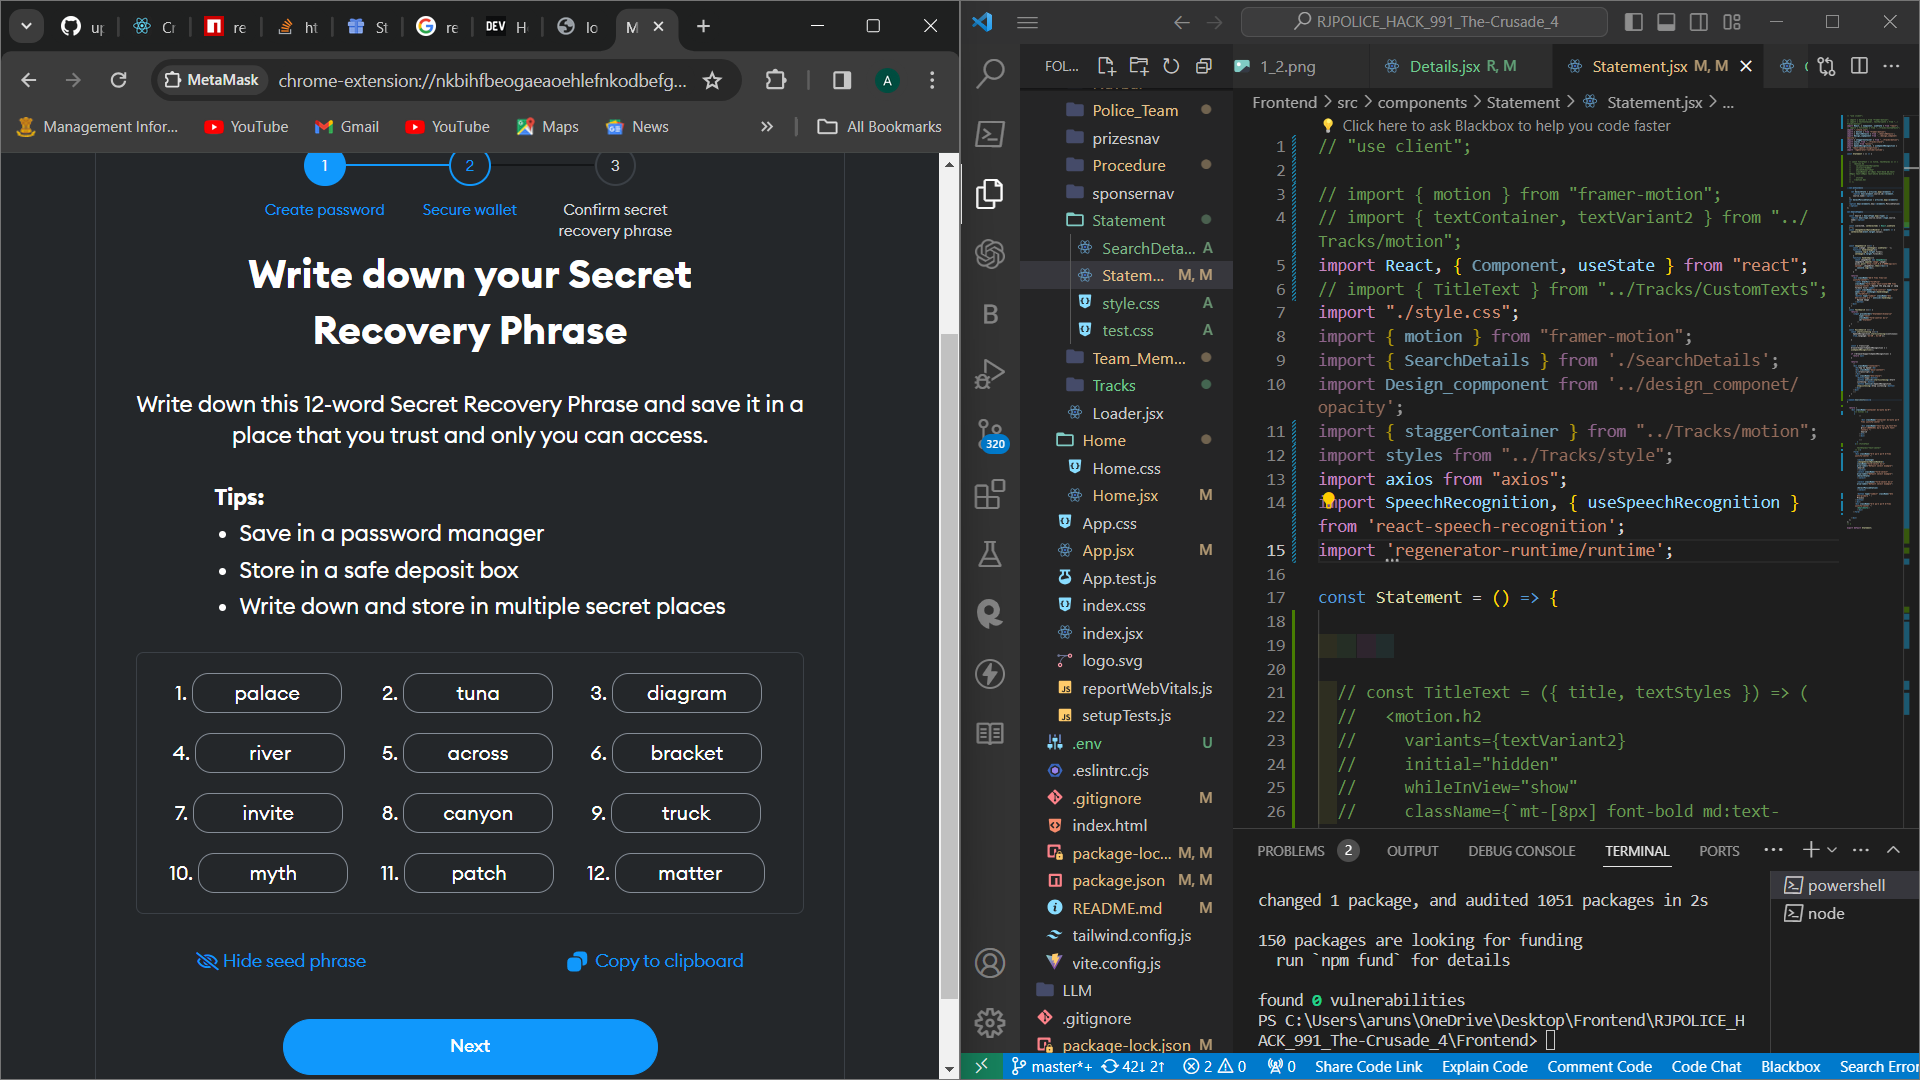 up
Cr
re
ht
St
re
DEV
He
lo
M
MetaMask
chrome-extension://nkbihfbeogaeaoehlefnkodbefg...
A
Management Infor...
YouTube
Gmail
YouTube
Maps
News
All Bookmarks
1
2
3
Create password
Secure wallet
Confirm secret
recovery phrase
Write down your Secret
Recovery Phrase
Write down this 12-word Secret Recovery Phrase and save it in a
place that you trust and only you can access.
Tips:
• Save in a password manager
• Store in a safe deposit box
• Write down and store in multiple secret places
1. palace 2. tuna 3. diagram
4. river 5. across 6. bracket
7. invite 8. canyon 9. truck
10. myth 11. patch 12. matter
Hide seed phrase
Copy to clipboard
Next
RJPOLICE_HACK_991_The-Crusade_4
FOL...
1_2.png
Details.jsx R, M
Statement.jsx M, M
Frontend > src > components > Statement > Statement.jsx > ...
Police_Team
prizesnav
Procedure
sponsernav
Statement
SearchDeta... A
Statem... M, M
style.css A
test.css A
Team_Mem...
Tracks
Loader.jsx
Home
Home.css
Home.jsx M
App.css
App.jsx M
App.test.js
index.css
index.jsx
logo.svg
reportWebVitals.js
setupTests.js
.env U
.eslintrc.cjs
.gitignore M
index.html
package-loc... M, M
package.json M, M
README.md M
tailwind.config.js
vite.config.js
LLM
.gitignore
package-lock.json M
320
Click here to ask Blackbox to help you code faster
1 // "use client";
2
3 // import { motion } from "framer-motion";
4 // import { textContainer, textVariant2 } from "../
Tracks/motion";
5 import React, { Component, useState } from "react";
6 // import { TitleText } from "../Tracks/CustomTexts";
7 import "./style.css";
8 import { motion } from "framer-motion";
9 import { SearchDetails } from './SearchDetails';
10 import Design_copmponent from '../design_componet/
opacity';
11 import { staggerContainer } from "../Tracks/motion";
12 import styles from "../Tracks/style";
13 import axios from "axios";
14 import SpeechRecognition, { useSpeechRecognition }
from 'react-speech-recognition';
15 import 'regenerator-runtime/runtime';
16
17 const Statement = () => {
18
19
20
21 // const TitleText = ({ title, textStyles }) => (
22 // <motion.h2
23 // variants={textVariant2}
24 // initial="hidden"
25 // whileInView="show"
26 // className={`mt-[8px] font-bold md:text-
PROBLEMS 2
OUTPUT
DEBUG CONSOLE
TERMINAL
PORTS
powershell
node
changed 1 package, and audited 1051 packages in 2s
150 packages are looking for funding
run `npm fund` for details
found 0 vulnerabilities
PS C:\Users\aruns\OneDrive\Desktop\Frontend\RJPOLICE_H
ACK_991_The-Crusade_4\Frontend>
master*+ 42↓ 2↑ 2 0 0 Share Code Link Explain Code Comment Code Code Chat Blackbox Search Error